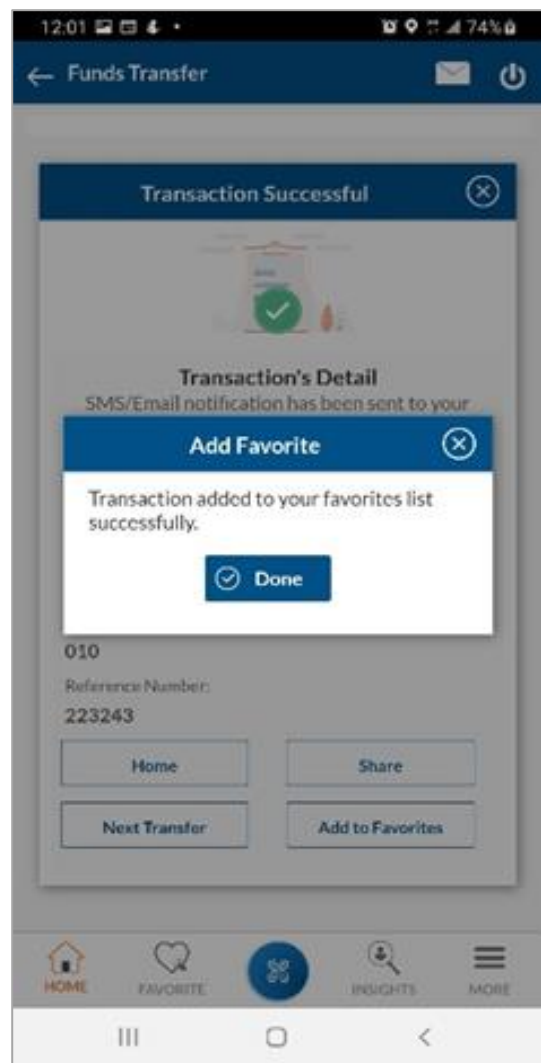 12:01
74%
Funds Transfer
Transaction Successful
Transaction's Detail
SMS/Email notification has been sent to your
Add Favorite
Transaction added to your favorites list
successfully.
Done
010
Reference Number:
223243
Home
Share
Next Transfer
Add to Favorites
HOME
FAVORITE
INSIGHTS
MORE